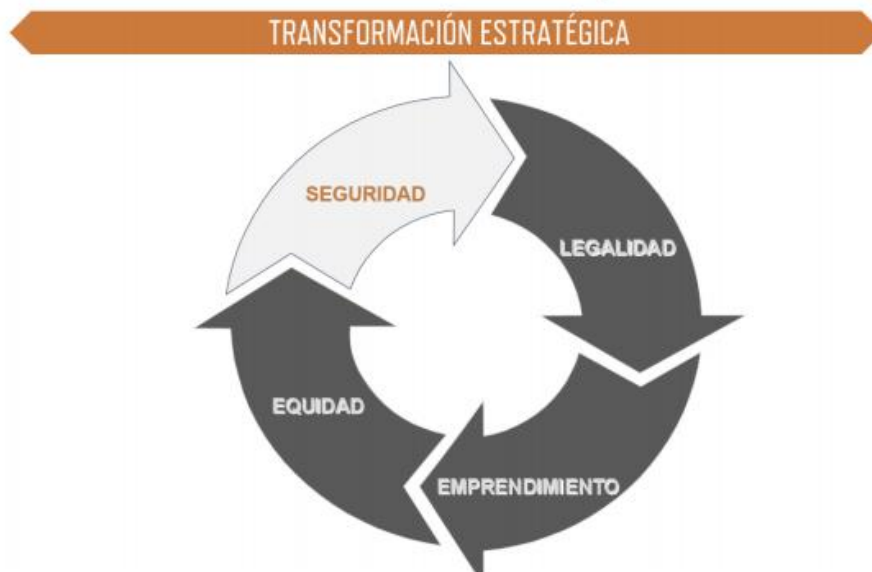 TRANSFORMACIÓN ESTRATÉGICA
SEGURIDAD
LEGALIDAD
EQUIDAD
EMPRENDIMIENTO